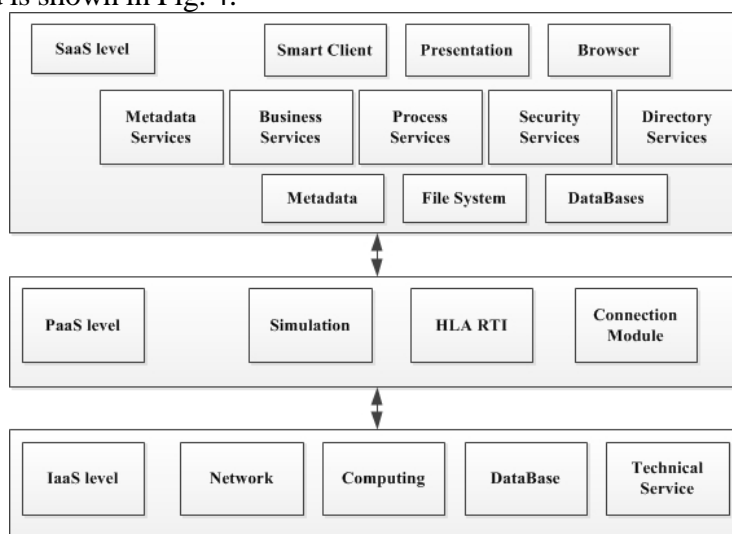 is shown in Fig. 4.
SaaS level
Smart Client
Presentation
Browser
Metadata
Services
Business
Services
Process
Services
Security
Services
Directory
Services
Metadata
File System
DataBases
PaaS level
Simulation
HLA RTI
Connection
Module
IaaS level
Network
Computing
DataBase
Technical
Service